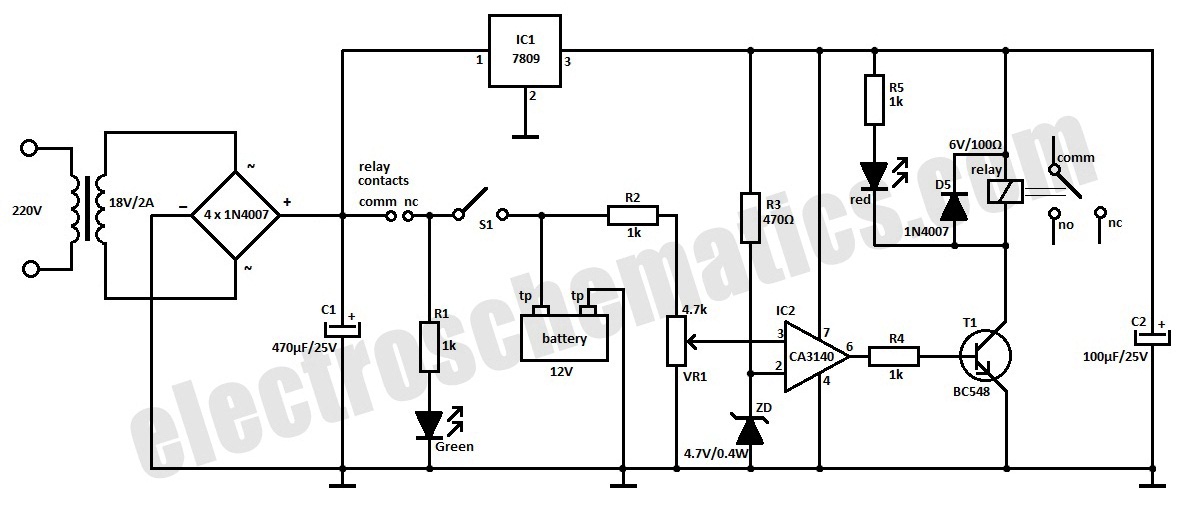 IC1
7809
1
3
2
R5
1k
6V/100Ω
relay
comm
red
D5
1N4007
no
nc
220V
18V/2A
~
−
4 x 1N4007
+
~
relay
contacts
comm nc
S1
R2
1k
R3
470Ω
C1
+
470μF/25V
R1
1k
Green
tp
tp
battery
12V
4.7k
VR1
IC2
3
2
7
CA3140
6
4
R4
1k
T1
BC548
ZD
4.7V/0.4W
C2
+
100μF/25V
electroschematics.com